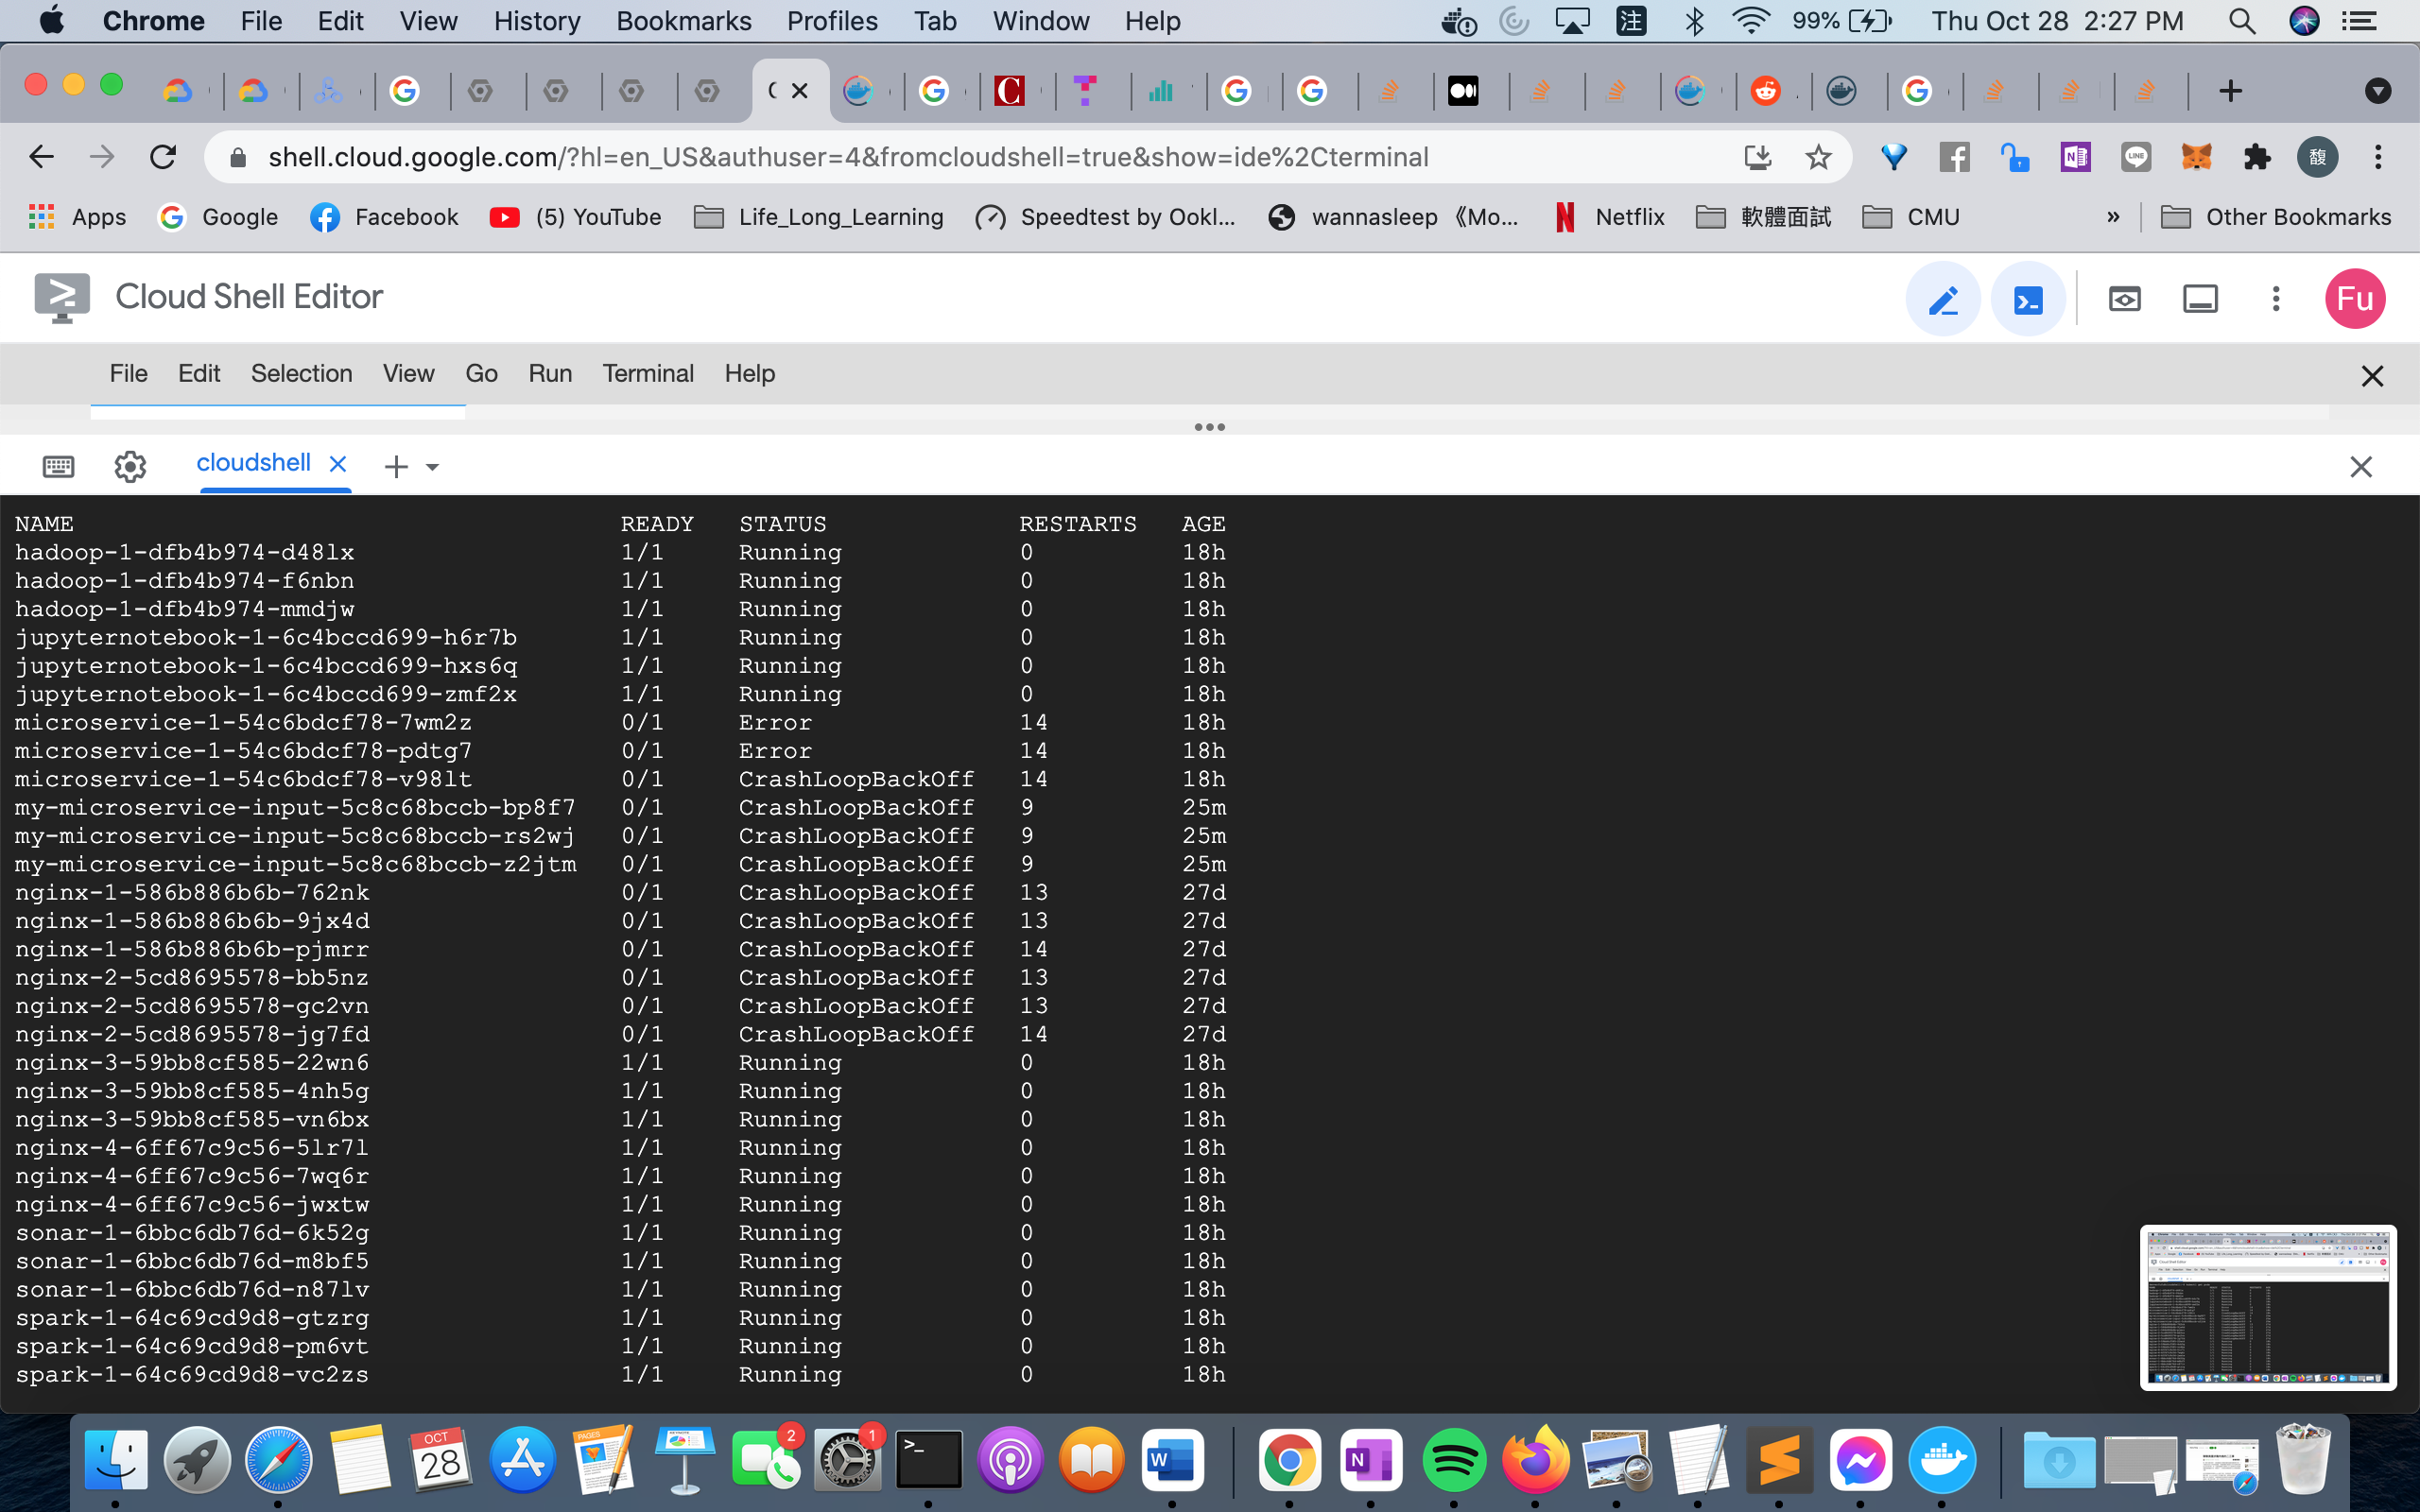 Chrome File Edit View History Bookmarks Profiles Tab Window Help 注 99% Thu Oct 28 2:27 PM
shell.cloud.google.com/?hl=en_US&authuser=4&fromcloudshell=true&show=ide%2Cterminal 馥
Apps Google Facebook (5) YouTube Life_Long_Learning Speedtest by Ookl... wannasleep 《Mo... Netflix 軟體面試 CMU » Other Bookmarks
Cloud Shell Editor Fu
File Edit Selection View Go Run Terminal Help
cloudshell
NAME READY STATUS RESTARTS AGE
hadoop-1-dfb4b974-d48lx 1/1 Running 0 18h
hadoop-1-dfb4b974-f6nbn 1/1 Running 0 18h
hadoop-1-dfb4b974-mmdjw 1/1 Running 0 18h
jupyternotebook-1-6c4bccd699-h6r7b 1/1 Running 0 18h
jupyternotebook-1-6c4bccd699-hxs6q 1/1 Running 0 18h
jupyternotebook-1-6c4bccd699-zmf2x 1/1 Running 0 18h
microservice-1-54c6bdcf78-7wm2z 0/1 Error 14 18h
microservice-1-54c6bdcf78-pdtg7 0/1 Error 14 18h
microservice-1-54c6bdcf78-v98lt 0/1 CrashLoopBackOff 14 18h
my-microservice-input-5c8c68bccb-bp8f7 0/1 CrashLoopBackOff 9 25m
my-microservice-input-5c8c68bccb-rs2wj 0/1 CrashLoopBackOff 9 25m
my-microservice-input-5c8c68bccb-z2jtm 0/1 CrashLoopBackOff 9 25m
nginx-1-586b886b6b-762nk 0/1 CrashLoopBackOff 13 27d
nginx-1-586b886b6b-9jx4d 0/1 CrashLoopBackOff 13 27d
nginx-1-586b886b6b-pjmrr 0/1 CrashLoopBackOff 14 27d
nginx-2-5cd8695578-bb5nz 0/1 CrashLoopBackOff 13 27d
nginx-2-5cd8695578-gc2vn 0/1 CrashLoopBackOff 13 27d
nginx-2-5cd8695578-jg7fd 0/1 CrashLoopBackOff 14 27d
nginx-3-59bb8cf585-22wn6 1/1 Running 0 18h
nginx-3-59bb8cf585-4nh5g 1/1 Running 0 18h
nginx-3-59bb8cf585-vn6bx 1/1 Running 0 18h
nginx-4-6ff67c9c56-5lr7l 1/1 Running 0 18h
nginx-4-6ff67c9c56-7wq6r 1/1 Running 0 18h
nginx-4-6ff67c9c56-jwxtw 1/1 Running 0 18h
sonar-1-6bbc6db76d-6k52g 1/1 Running 0 18h
sonar-1-6bbc6db76d-m8bf5 1/1 Running 0 18h
sonar-1-6bbc6db76d-n87lv 1/1 Running 0 18h
spark-1-64c69cd9d8-gtzrg 1/1 Running 0 18h
spark-1-64c69cd9d8-pm6vt 1/1 Running 0 18h
spark-1-64c69cd9d8-vc2zs 1/1 Running 0 18h
OCT 28 PAGES 2 1 W N